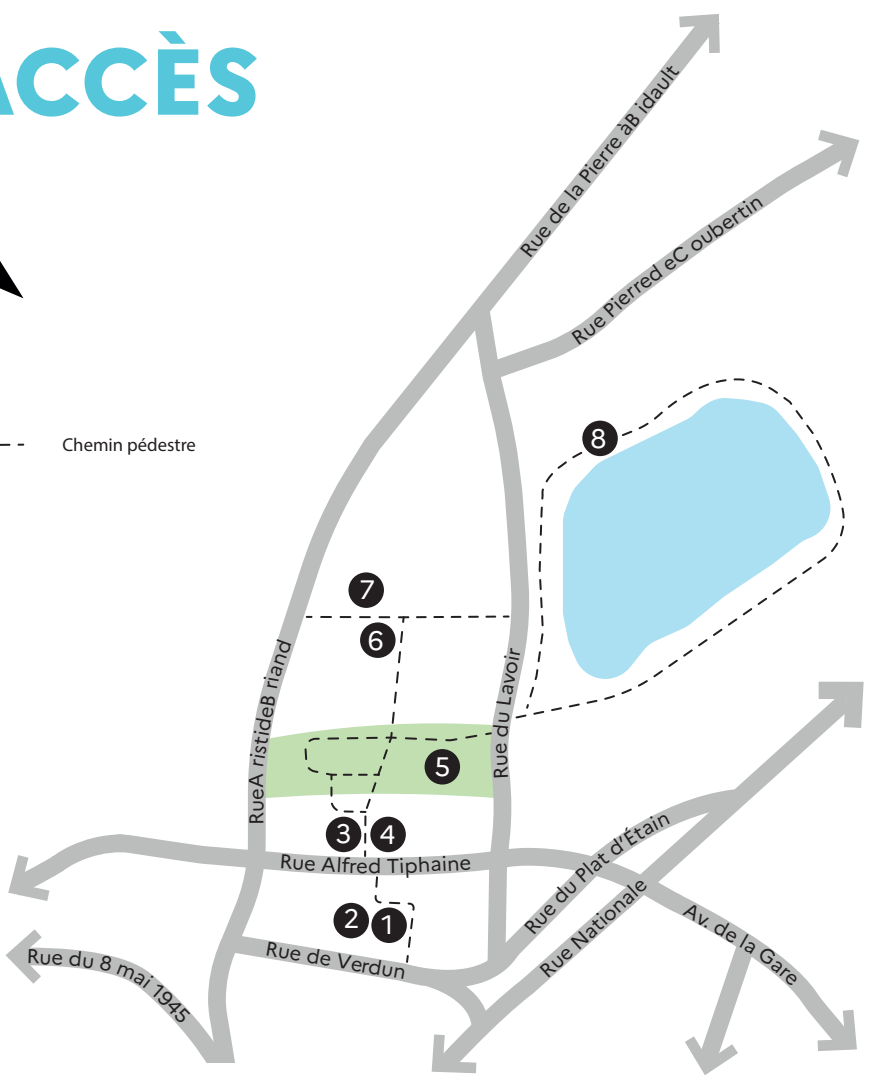 ACCÈS
Rue de la Pierre àB idault
Rue Pierred eC oubertin
Chemin pédestre
8
7
6
RueA ristideB riand
Rue du Lavoir
5
3
4
Rue Alfred Tiphaine
Rue du Plat d'Étain
2
1
Rue Nationale
Av. de la Gare
Rue de Verdun
Rue du 8 mai 1945